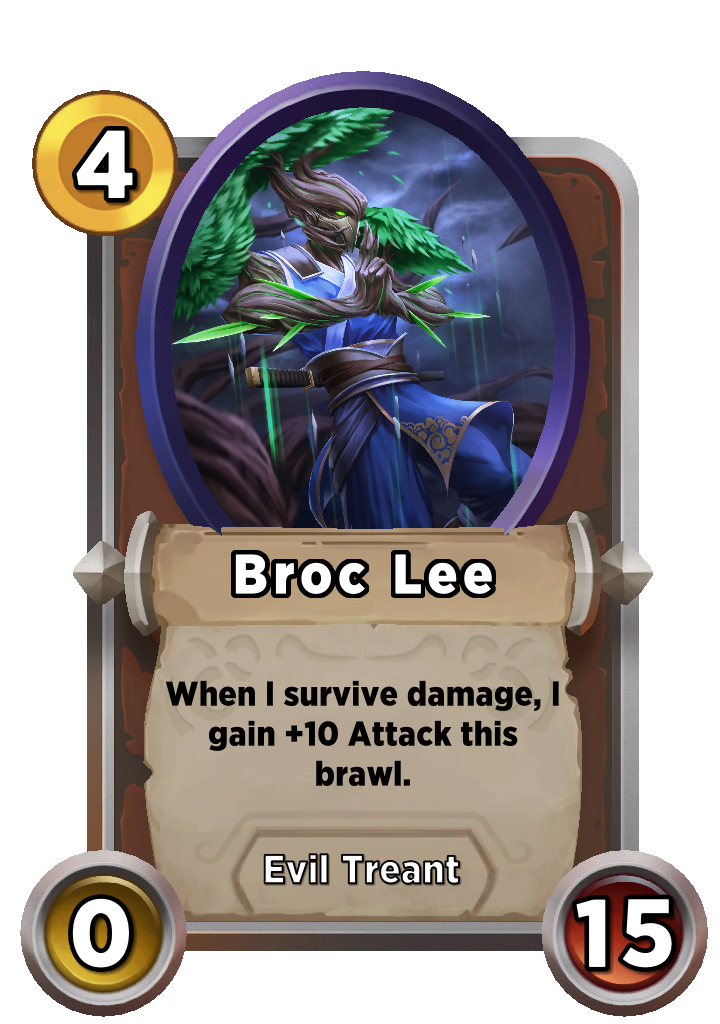 4
Broc Lee
When I survive damage, I
gain +10 Attack this
brawl.
Evil Treant
0
15